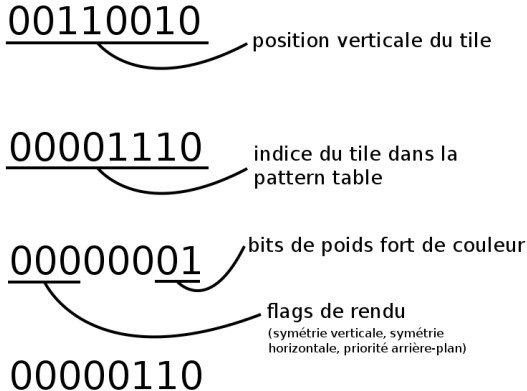 00110010
position verticale du tile
00001110
indice du tile dans la
pattern table
00000001
bits de poids fort de couleur
flags de rendu
(symétrie verticale, symétrie
horizontale, priorité arrière-plan)
00000110